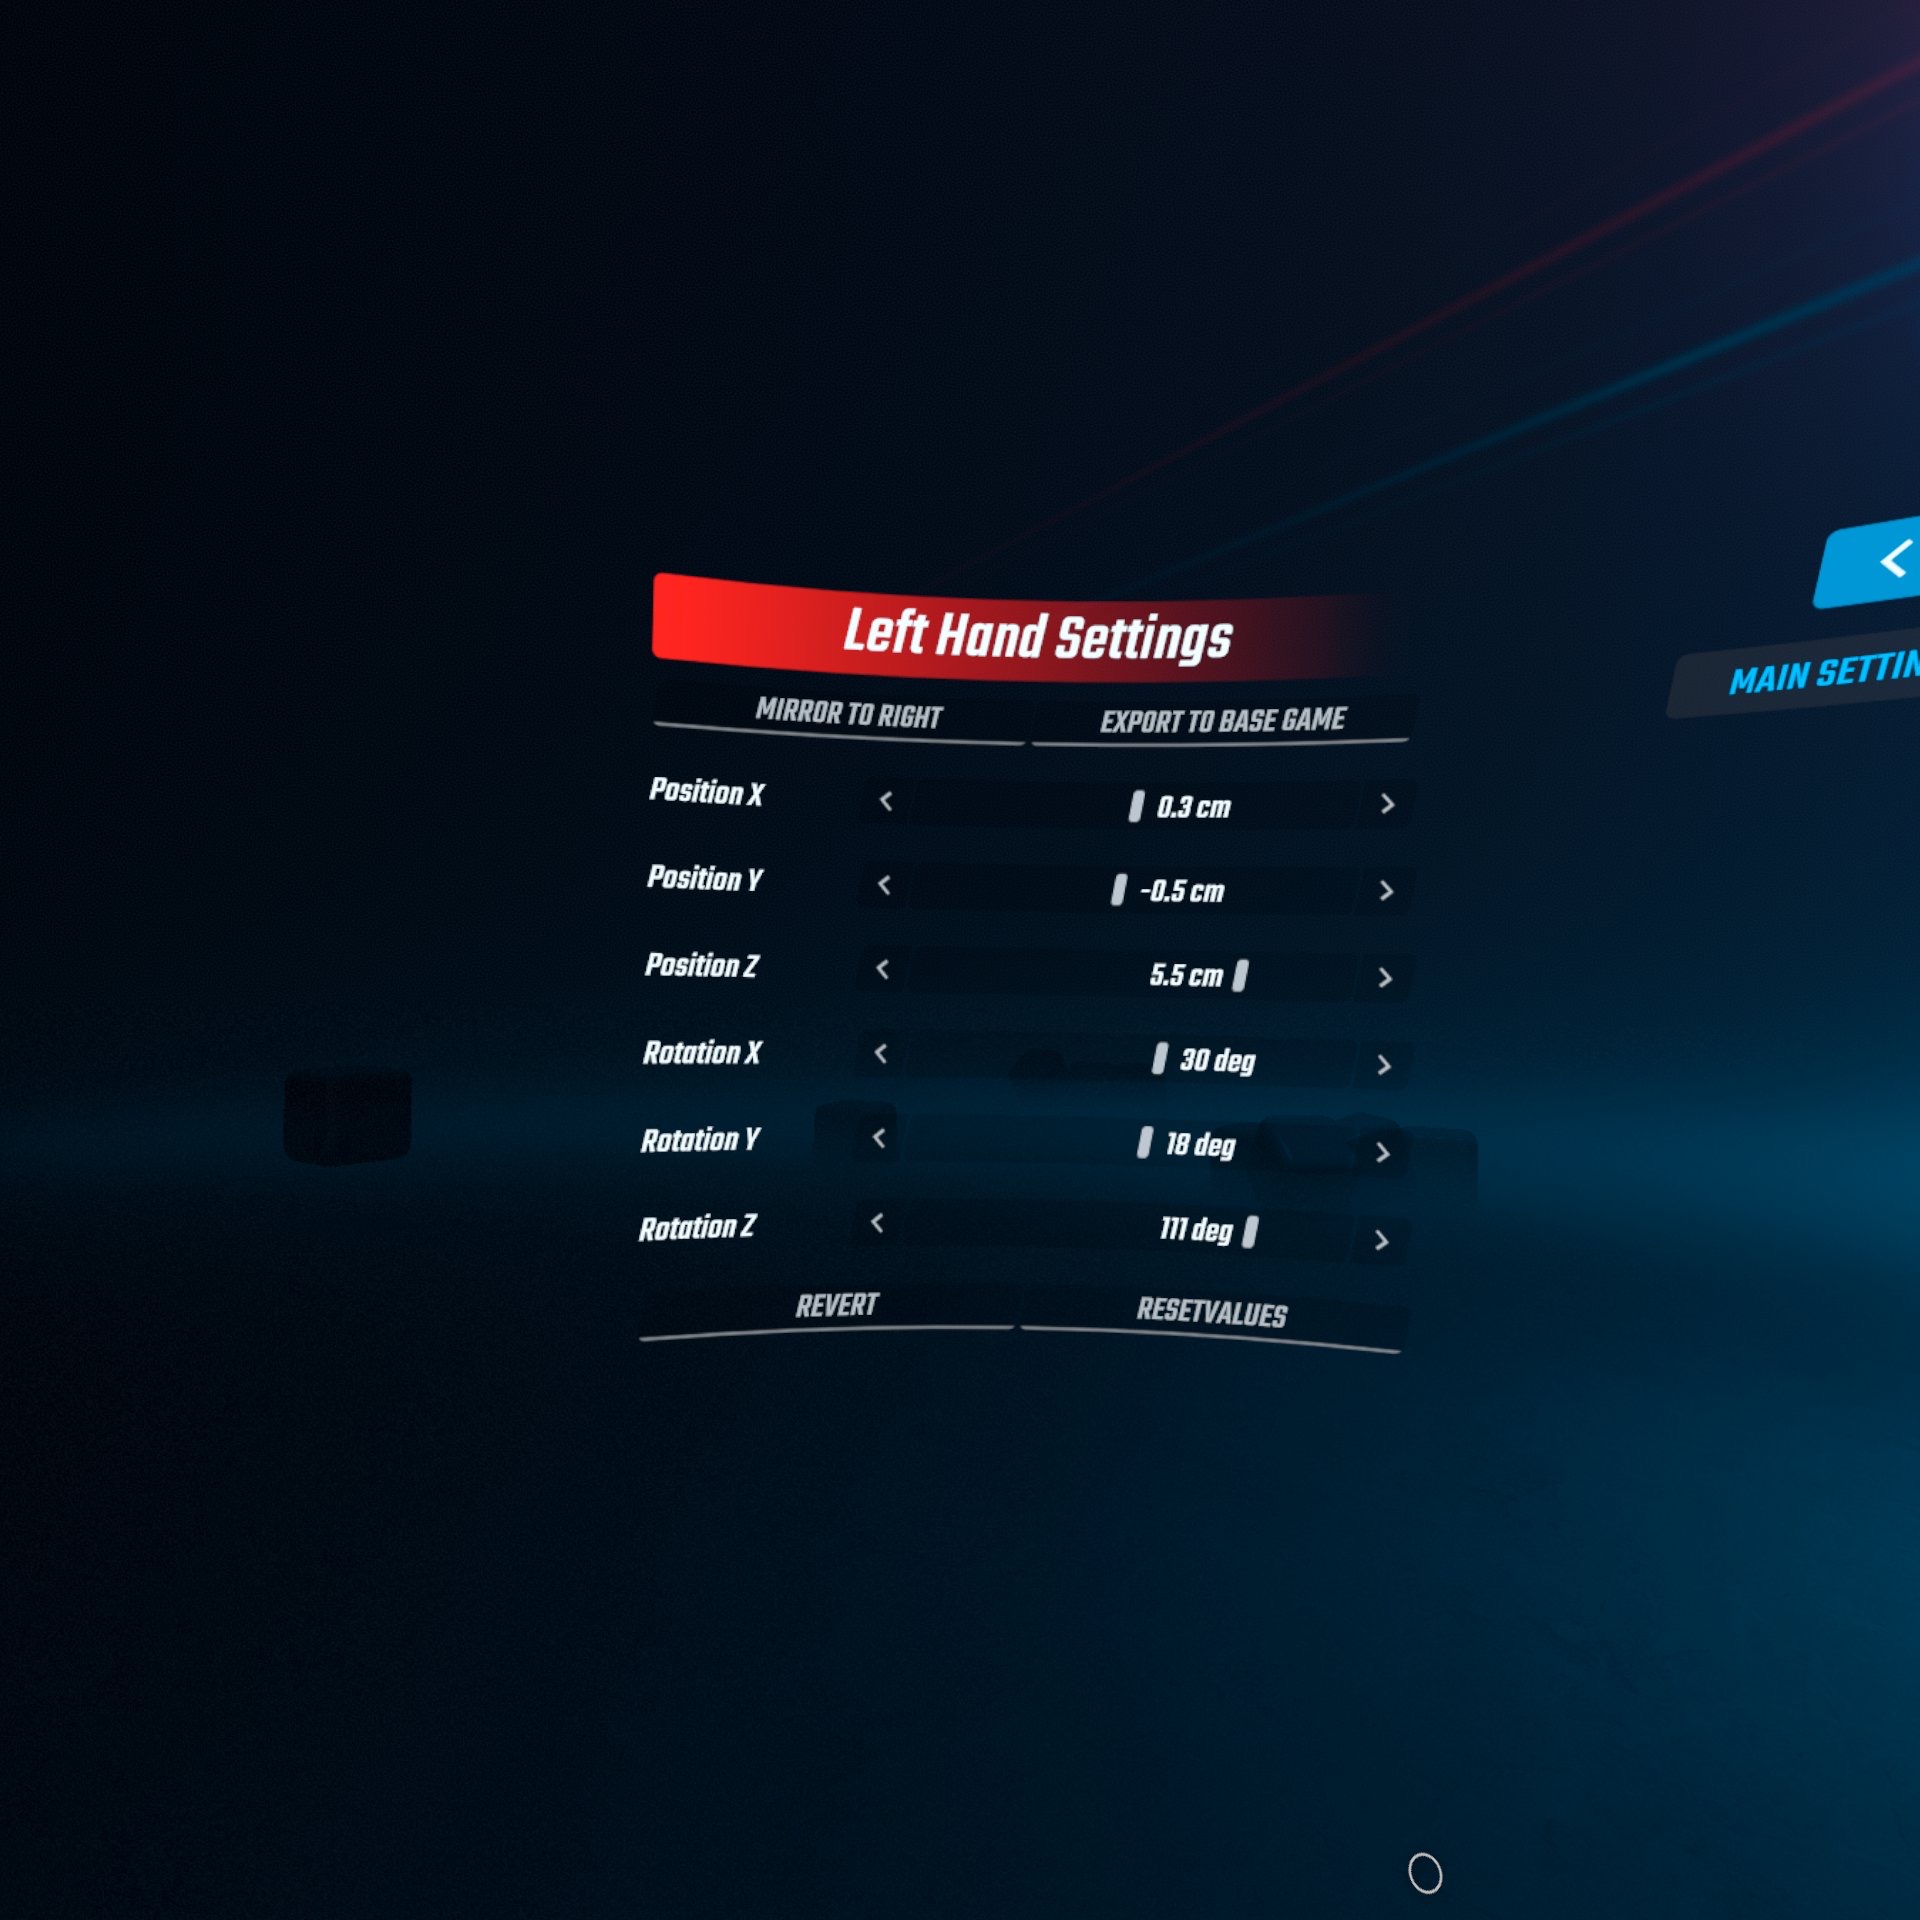 Left Hand Settings
MIRROR TO RIGHT EXPORT TO BASE GAME
Position X 0.3 cm
Position Y -0.5 cm
Position Z 5.5 cm
Rotation X 30 deg
Rotation Y 18 deg
Rotation Z 111 deg
REVERT RESETVALUES
MAIN